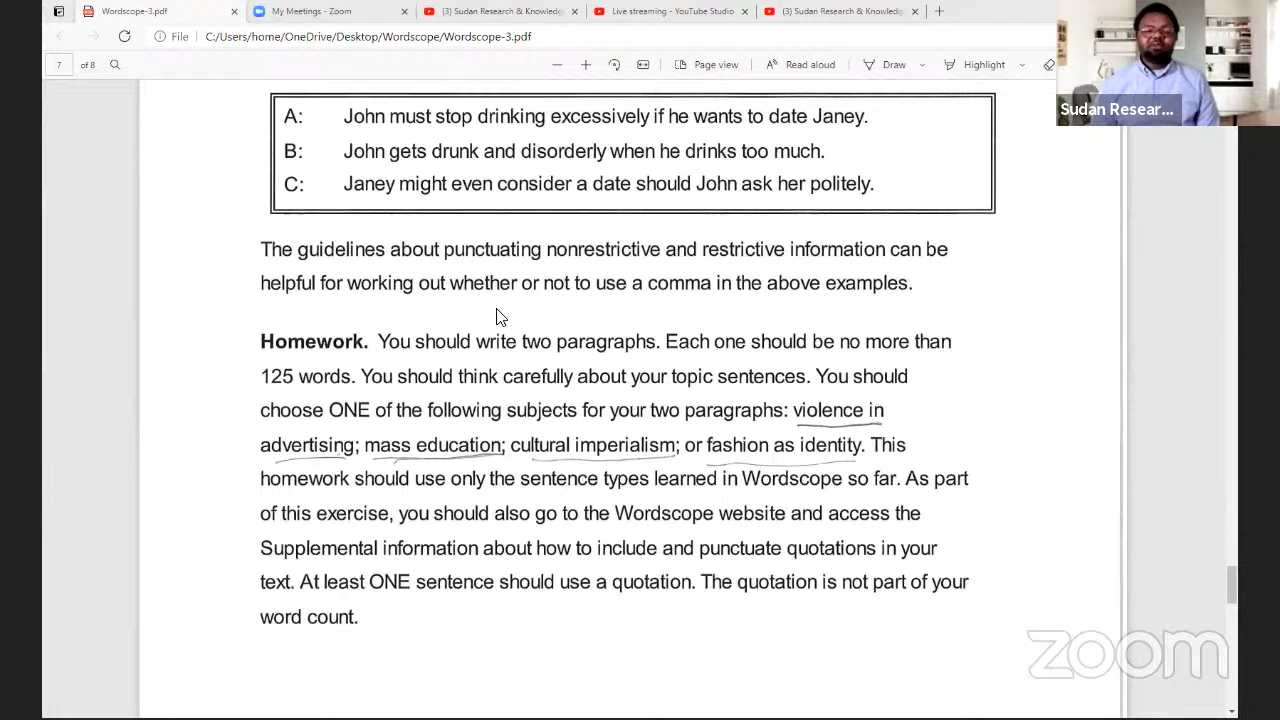 Wordscope-3.pdf
My Meetings - Zoom
(3) Sudan Research & Knowledg
Live streaming - YouTube Studio
(3) Sudan Research & Knowledg
File C:/Users/home/OneDrive/Desktop/Wordscope/Wordscope-3.pdf
7 of 8
Page view
Read aloud
Draw
Highlight
Sudan Resear...
A: John must stop drinking excessively if he wants to date Janey.
B: John gets drunk and disorderly when he drinks too much.
C: Janey might even consider a date should John ask her politely.
The guidelines about punctuating nonrestrictive and restrictive information can be
helpful for working out whether or not to use a comma in the above examples.
Homework. You should write two paragraphs. Each one should be no more than
125 words. You should think carefully about your topic sentences. You should
choose ONE of the following subjects for your two paragraphs: violence in
advertising; mass education; cultural imperialism; or fashion as identity. This
homework should use only the sentence types learned in Wordscope so far. As part
of this exercise, you should also go to the Wordscope website and access the
Supplemental information about how to include and punctuate quotations in your
text. At least ONE sentence should use a quotation. The quotation is not part of your
word count.
zoom